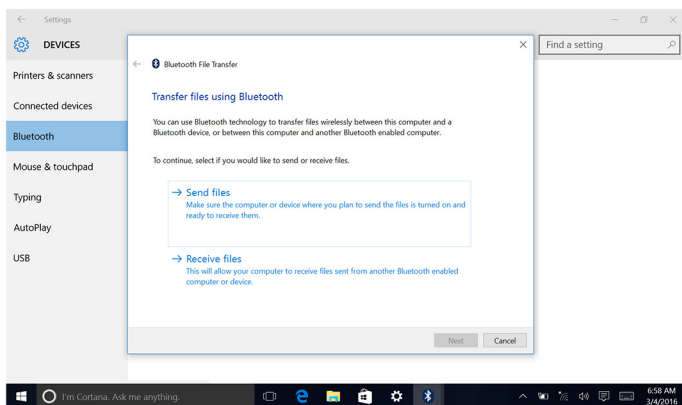 Settings
DEVICES
Find a setting
Printers & scanners
Connected devices
Bluetooth
Mouse & touchpad
Typing
AutoPlay
USB
Bluetooth File Transfer
Transfer files using Bluetooth
You can use Bluetooth technology to transfer files wirelessly between this computer and a
Bluetooth device, or between this computer and another Bluetooth enabled computer.
To continue, select if you would like to send or receive files.
Send files
Make sure the computer or device where you plan to send the files is turned on and
ready to receive them.
Receive files
This will allow your computer to receive files sent from another Bluetooth enabled
computer or device.
Next
Cancel
I'm Cortana. Ask me anything.
6:58 AM
3/4/2016